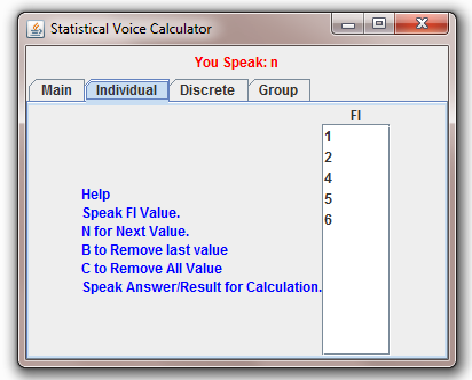 Statistical Voice Calculator
You Speak: n
Main Individual Discrete Group
FI
1
2
4
5
6
Help
Speak FI Value.
N for Next Value.
B to Remove last value
C to Remove All Value
Speak Answer/Result for Calculation.